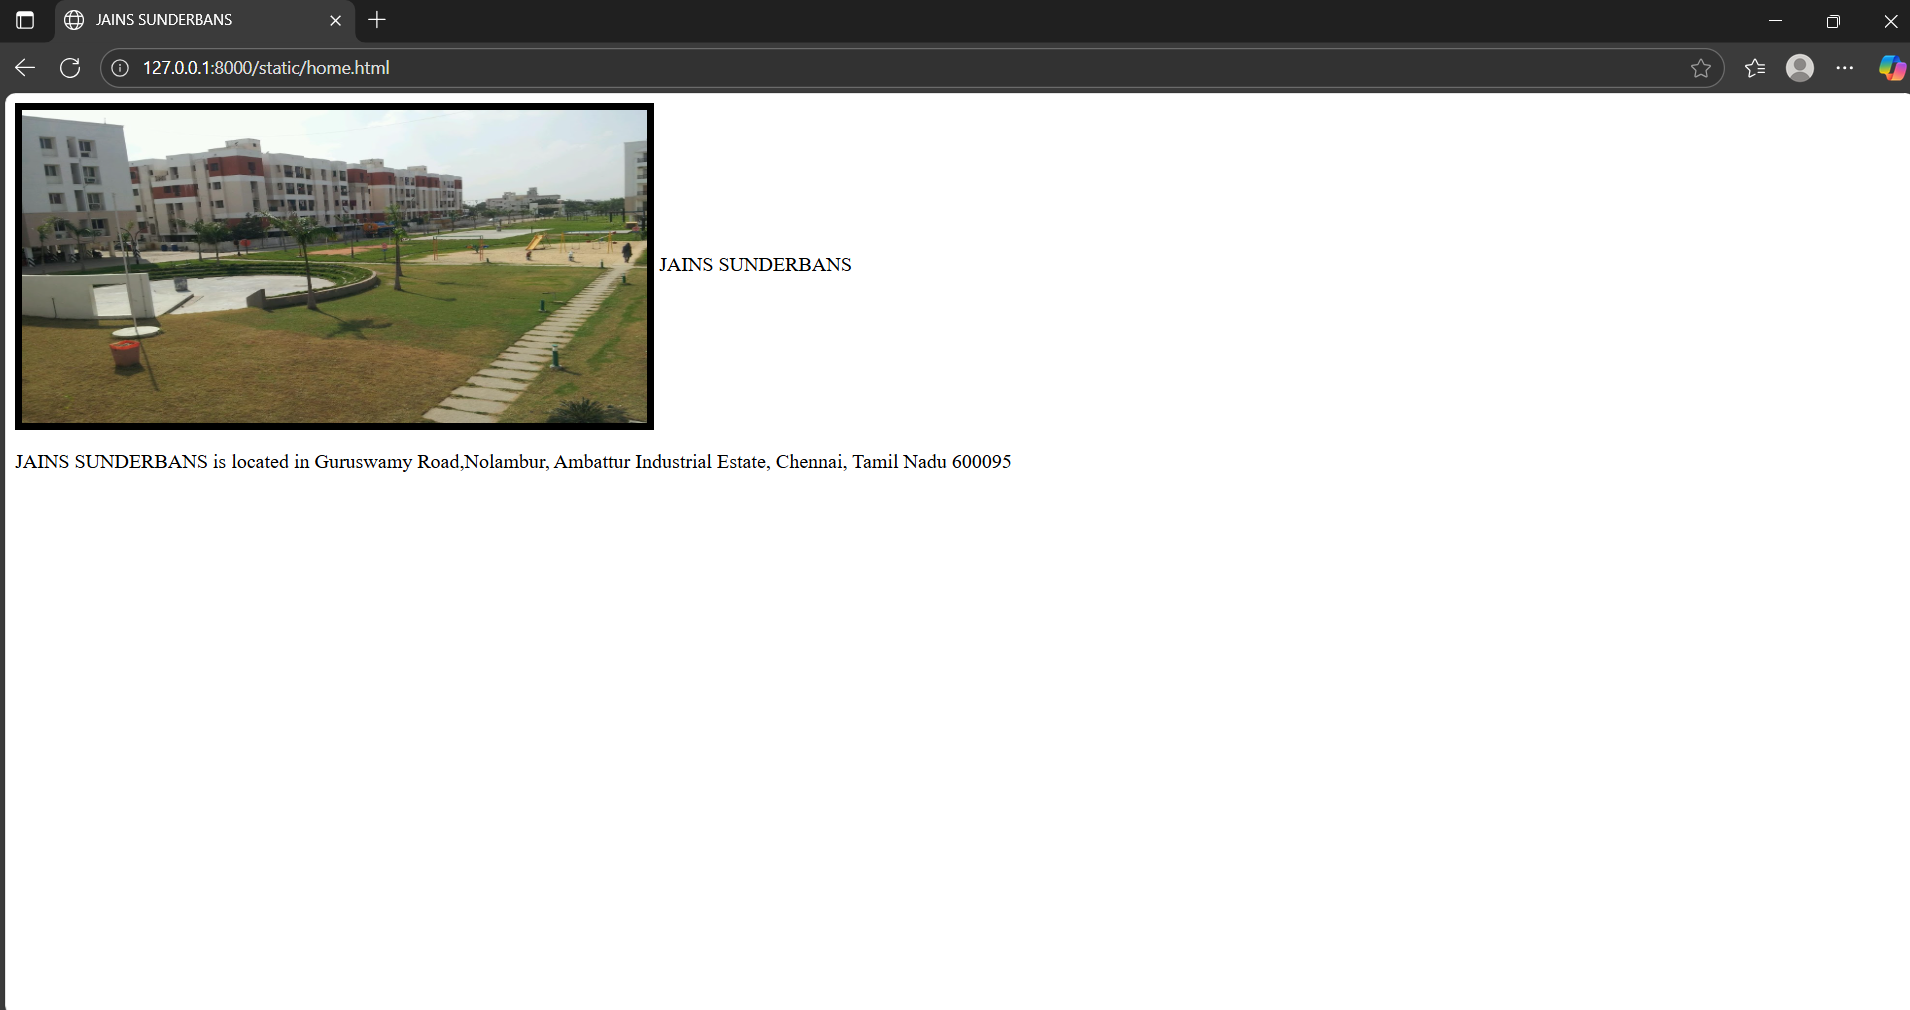 JAINS SUNDERBANS
127.0.0.1:8000/static/home.html
JAINS SUNDERBANS
JAINS SUNDERBANS is located in Guruswamy Road,Nolambur, Ambattur Industrial Estate, Chennai, Tamil Nadu 600095